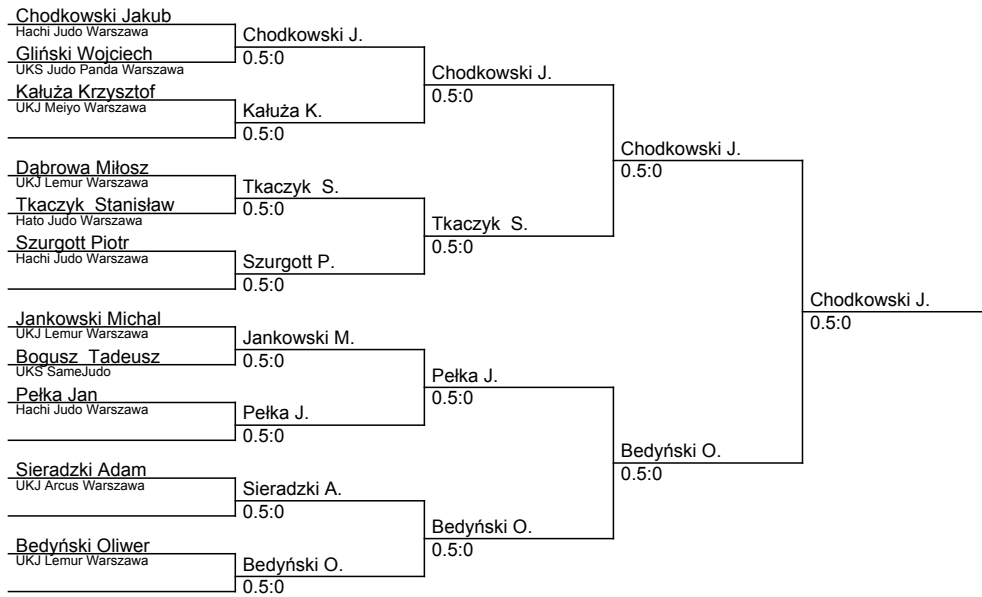 Chodkowski Jakub
Hachi Judo Warszawa
Gliński Wojciech
UKS Judo Panda Warszawa
Kałuża Krzysztof
UKJ Meiyo Warszawa
Dąbrowa Miłosz
UKJ Lemur Warszawa
Tkaczyk  Stanisław
Hato Judo Warszawa
Szurgott Piotr
Hachi Judo Warszawa
Jankowski Michal
UKJ Lemur Warszawa
Bogusz  Tadeusz
UKS SameJudo
Pełka Jan
Hachi Judo Warszawa
Sieradzki Adam
UKJ Arcus Warszawa
Bedyński Oliwer
UKJ Lemur Warszawa
Chodkowski J.
0.5:0
Kałuża K.
0.5:0
Tkaczyk  S.
0.5:0
Szurgott P.
0.5:0
Jankowski M.
0.5:0
Pełka J.
0.5:0
Sieradzki A.
0.5:0
Bedyński O.
0.5:0
Chodkowski J.
0.5:0
Tkaczyk  S.
0.5:0
Pełka J.
0.5:0
Bedyński O.
0.5:0
Chodkowski J.
0.5:0
Bedyński O.
0.5:0
Chodkowski J.
0.5:0